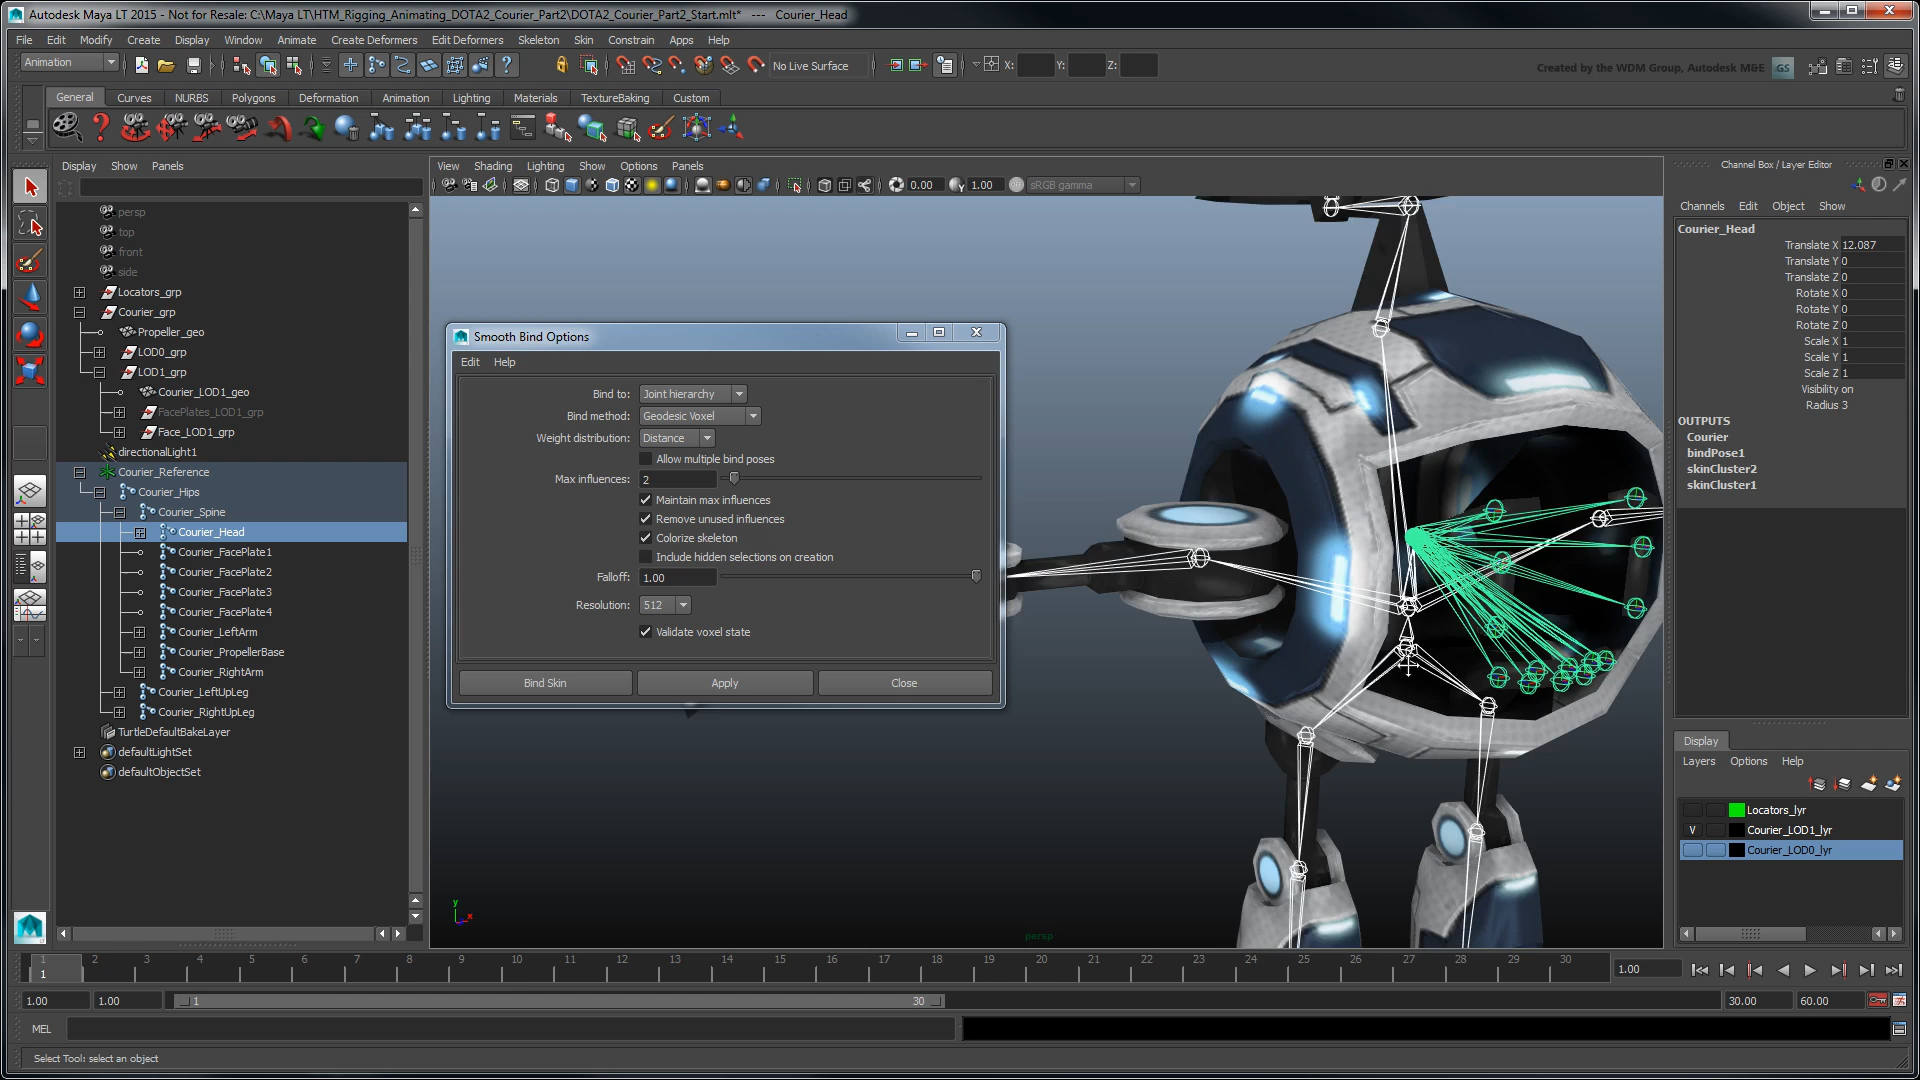 Autodesk Maya LT 2015 - Not for Resale: C:\Maya LT\HTM_Rigging_Animating_DOTA2_Courier_Part2\DOTA2_Courier_Part2_Start.mlt* --- Courier_Head
File Edit Modify Create Display Window Animate Create Deformers Edit Deformers Skeleton Skin Constrain Apps Help
Animation No Live Surface X: Y: Z: Created by the WDM Group, Autodesk M&E GS
General Curves NURBS Polygons Deformation Animation Lighting Materials TextureBaking Custom
Display Show Panels
View Shading Lighting Show Options Panels
0.00 1.00 sRGB gamma
persp
top
front
side
Locators_grp
Courier_grp
Propeller_geo
LOD0_grp
LOD1_grp
Courier_LOD1_geo
FacePlates_LOD1_grp
Face_LOD1_grp
directionalLight1
Courier_Reference
Courier_Hips
Courier_Spine
Courier_Head
Courier_FacePlate1
Courier_FacePlate2
Courier_FacePlate3
Courier_FacePlate4
Courier_LeftArm
Courier_PropellerBase
Courier_RightArm
Courier_LeftUpLeg
Courier_RightUpLeg
TurtleDefaultBakeLayer
defaultLightSet
defaultObjectSet
Smooth Bind Options
Edit Help
Bind to: Joint hierarchy
Bind method: Geodesic Voxel
Weight distribution: Distance
Allow multiple bind poses
Max influences: 2
Maintain max influences
Remove unused influences
Colorize skeleton
Include hidden selections on creation
Falloff: 1.00
Resolution: 512
Validate voxel state
Bind Skin Apply Close
y
x
persp
Channel Box / Layer Editor
Channels Edit Object Show
Courier_Head
Translate X 12.087
Translate Y 0
Translate Z 0
Rotate X 0
Rotate Y 0
Rotate Z 0
Scale X 1
Scale Y 1
Scale Z 1
Visibility on
Radius 3
OUTPUTS
Courier
bindPose1
skinCluster2
skinCluster1
Display
Layers Options Help
Locators_lyr
V Courier_LOD1_lyr
Courier_LOD0_lyr
1 2 3 4 5 6 7 8 9 10 11 12 13 14 15 16 17 18 19 20 21 22 23 24 25 26 27 28 29 30
1 1.00
1.00 1.00 1 30 30.00 60.00
MEL
Select Tool: select an object